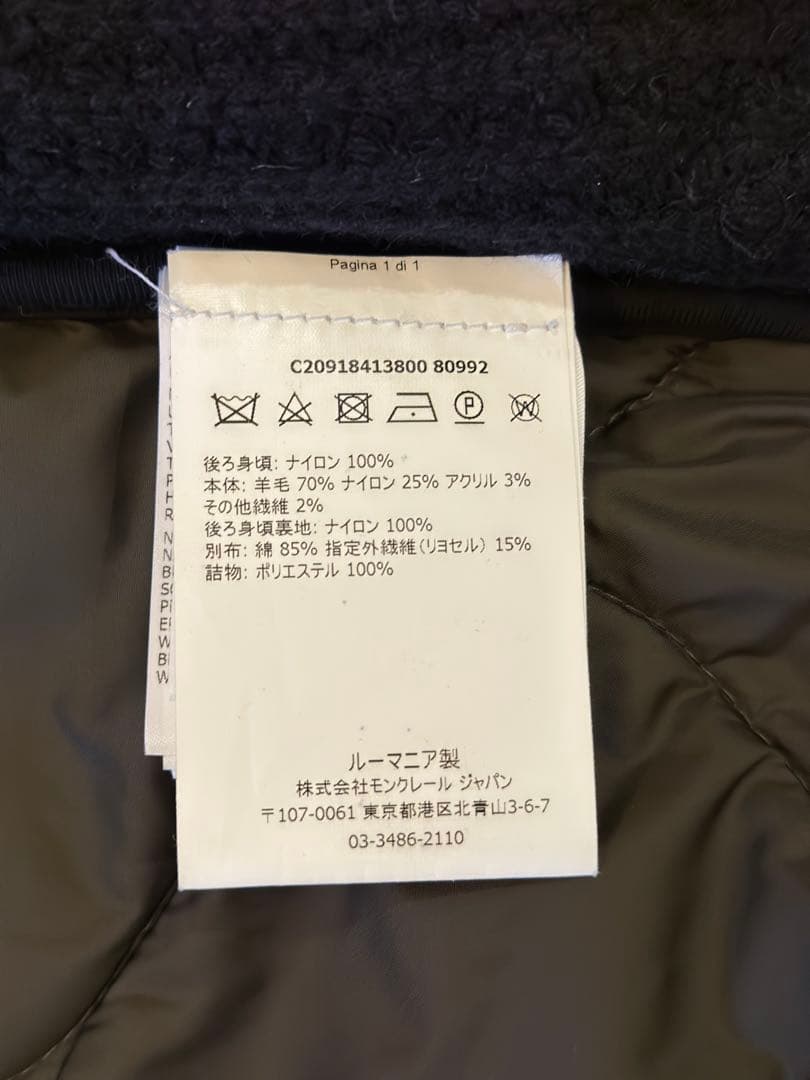 Pagina 1 di 1
C20918413800 80992
P
W
後ろ身頃: ナイロン 100%
本体: 羊毛 70% ナイロン 25% アクリル 3%
その他繊維 2%
後ろ身頃裏地: ナイロン 100%
別布: 綿 85% 指定外繊維(リヨセル) 15%
詰物: ポリエステル 100%
ルーマニア製
株式会社モンクレール ジャパン
〒107-0061 東京都港区北青山3-6-7
03-3486-2110